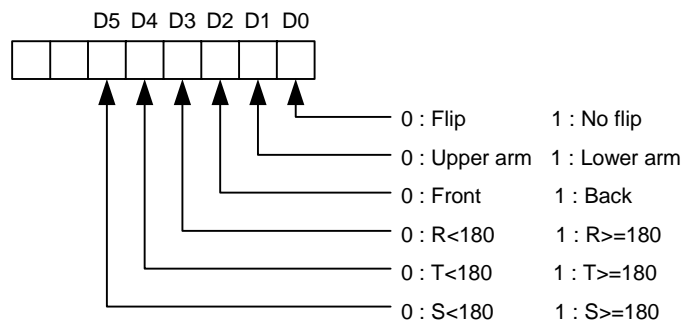 D5 D4 D3 D2 D1 D0
0 : Flip 1 : No flip
0 : Upper arm 1 : Lower arm
0 : Front 1 : Back
0 : R<180 1 : R>=180
0 : T<180 1 : T>=180
0 : S<180 1 : S>=180